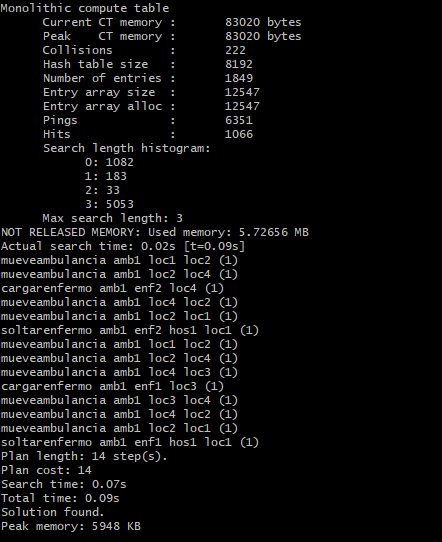 Monolithic compute table
Current CT memory : 83020 bytes
Peak CT memory : 83020 bytes
Collisions : 222
Hash table size : 8192
Number of entries : 1849
Entry array size : 12547
Entry array alloc : 12547
Pings : 6351
Hits : 1066
Search length histogram:
0: 1082
1: 183
2: 33
3: 5053
Max search length: 3
NOT RELEASED MEMORY: Used memory: 5.72656 MB
Actual search time: 0.02s [t=0.09s]
mueveambulancia amb1 loc1 loc2 (1)
mueveambulancia amb1 loc2 loc4 (1)
cargarenfermo amb1 enf2 loc4 (1)
mueveambulancia amb1 loc4 loc2 (1)
mueveambulancia amb1 loc2 loc1 (1)
soltarenfermo amb1 enf2 hos1 loc1 (1)
mueveambulancia amb1 loc1 loc2 (1)
mueveambulancia amb1 loc2 loc4 (1)
mueveambulancia amb1 loc4 loc3 (1)
cargarenfermo amb1 enf1 loc3 (1)
mueveambulancia amb1 loc3 loc4 (1)
mueveambulancia amb1 loc4 loc2 (1)
mueveambulancia amb1 loc2 loc1 (1)
soltarenfermo amb1 enf1 hos1 loc1 (1)
Plan length: 14 step(s).
Plan cost: 14
Search time: 0.07s
Total time: 0.09s
Solution found.
Peak memory: 5948 KB